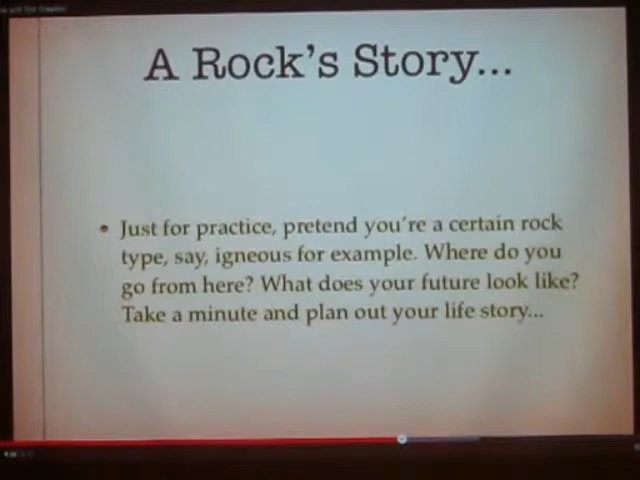 A Rock's Story...
• Just for practice, pretend you're a certain rock
type, say, igneous for example. Where do you
go from here? What does your future look like?
Take a minute and plan out your life story...